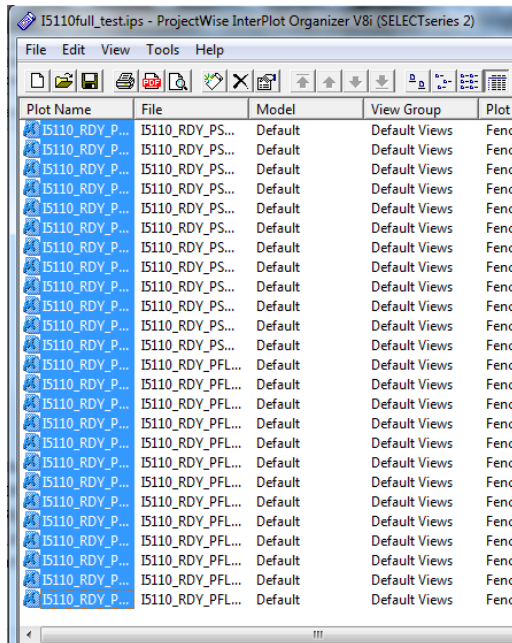 I5110full_test.ips - ProjectWise InterPlot Organizer V8i (SELECTseries 2)
File Edit View Tools Help
Plot Name File Model View Group Plot
I5110_RDY_P... I5110_RDY_PS... Default Default Views Fenc
I5110_RDY_P... I5110_RDY_PS... Default Default Views Fenc
I5110_RDY_P... I5110_RDY_PS... Default Default Views Fenc
I5110_RDY_P... I5110_RDY_PS... Default Default Views Fenc
I5110_RDY_P... I5110_RDY_PS... Default Default Views Fenc
I5110_RDY_P... I5110_RDY_PS... Default Default Views Fenc
I5110_RDY_P... I5110_RDY_PS... Default Default Views Fenc
I5110_RDY_P... I5110_RDY_PS... Default Default Views Fenc
I5110_RDY_P... I5110_RDY_PS... Default Default Views Fenc
I5110_RDY_P... I5110_RDY_PS... Default Default Views Fenc
I5110_RDY_P... I5110_RDY_PS... Default Default Views Fenc
I5110_RDY_P... I5110_RDY_PS... Default Default Views Fenc
I5110_RDY_P... I5110_RDY_PFL... Default Default Views Fenc
I5110_RDY_P... I5110_RDY_PFL... Default Default Views Fenc
I5110_RDY_P... I5110_RDY_PFL... Default Default Views Fenc
I5110_RDY_P... I5110_RDY_PFL... Default Default Views Fenc
I5110_RDY_P... I5110_RDY_PFL... Default Default Views Fenc
I5110_RDY_P... I5110_RDY_PFL... Default Default Views Fenc
I5110_RDY_P... I5110_RDY_PFL... Default Default Views Fenc
I5110_RDY_P... I5110_RDY_PFL... Default Default Views Fenc
I5110_RDY_P... I5110_RDY_PFL... Default Default Views Fenc
I5110_RDY_P... I5110_RDY_PFL... Default Default Views Fenc
I5110_RDY_P... I5110_RDY_PFL... Default Default Views Fenc
I5110_RDY_P... I5110_RDY_PFL... Default Default Views Fenc
I5110_RDY_P... I5110_RDY_PFL... Default Default Views Fenc